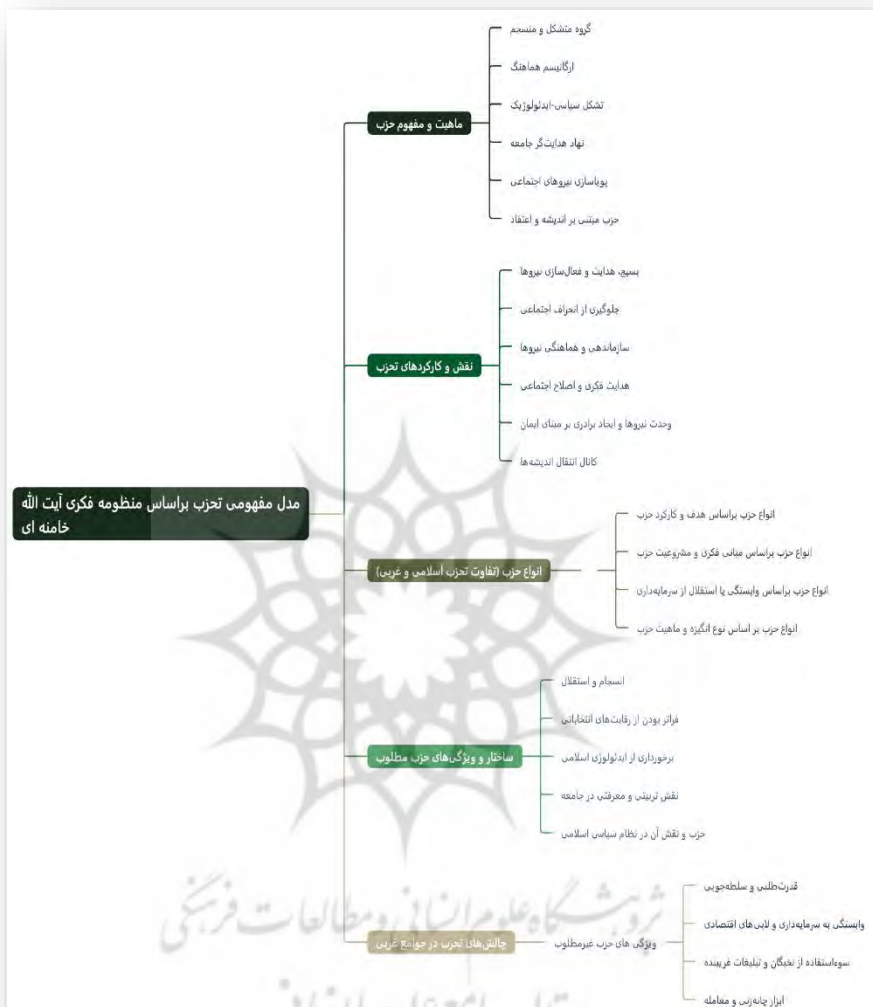 گروه متشکل و منسجم
ارگانیسم هماهنگ
تشکل سیاسی-ایدئولوژیک
ماهیت و مفهوم حزب
نهاد هدایت‌گر جامعه
پویاسازی نیروهای اجتماعی
حزب مبتنی بر اندیشه و اعتقاد
بسیج، هدایت و فعال‌سازی نیروها
جلوگیری از انحراف اجتماعی
سازماندهی و هماهنگی نیروها
نقش و کارکردهای تحزب
هدایت فکری و اصلاح اجتماعی
وحدت نیروها و ایجاد برادری بر مبنای ایمان
کانال انتقال اندیشه‌ها
مدل مفهومی تحزب براساس منظومه فکری آیت الله
خامنه ای
انواع حزب براساس هدف و کارکرد حزب
انواع حزب براساس مبانی فکری و مشروعیت حزب
انواع حزب (تفاوت تحزب اسلامی و غربی)
انواع حزب براساس وابستگی یا استقلال از سرمایه‌داری
انواع حزب بر اساس نوع انگیزه و ماهیت حزب
انسجام و استقلال
فراتر بودن از رقابت‌های انتخاباتی
برخورداری از ایدئولوژی اسلامی
ساختار و ویژگی‌های حزب مطلوب
نقش تربیتی و معرفتی در جامعه
حزب و نقش آن در نظام سیاسی اسلامی
قدرت‌طلبی و سلطه‌جویی
وابستگی به سرمایه‌داری و لابی‌های اقتصادی
چالش‌های تحزب در جوامع غربی
ویژگی های حزب غیرمطلوب
سوءاستفاده از نخبگان و تبلیغات فریبنده
ابزار چانه‌زنی و معامله
پژوهشگاه علوم انسانی و مطالعات فرهنگی